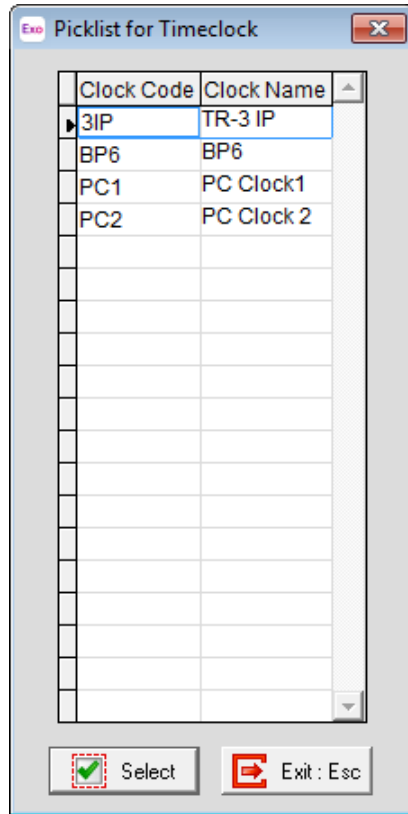 Exo Picklist for Timeclock
Clock Code Clock Name
3IP TR-3 IP
BP6 BP6
PC1 PC Clock1
PC2 PC Clock 2
Select Exit : Esc